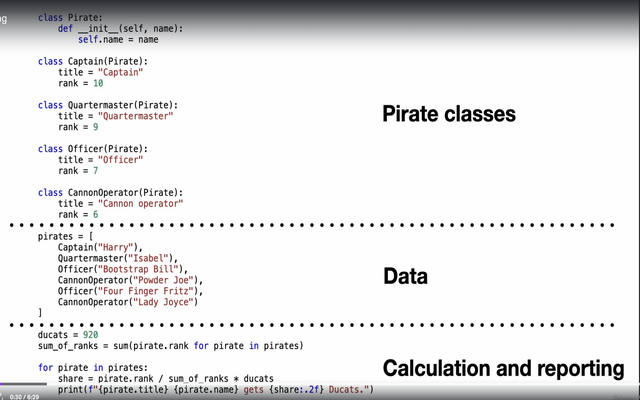 ng
class Pirate:
    def __init__(self, name):
        self.name = name
class Captain(Pirate):
    title = "Captain"
    rank = 10
class Quartermaster(Pirate):
    title = "Quartermaster"
    rank = 9
Pirate classes
class Officer(Pirate):
    title = "Officer"
    rank = 7
class CannonOperator(Pirate):
    title = "Cannon operator"
    rank = 6
pirates = [
    Captain("Harry"),
    Quartermaster("Isabel"),
    Officer("Bootstrap Bill"),
    CannonOperator("Powder Joe"),
    Officer("Four Finger Fritz"),
    CannonOperator("Lady Joyce")
]
Data
ducats = 920
sum_of_ranks = sum(pirate.rank for pirate in pirates)
for pirate in pirates:
    share = pirate.rank / sum_of_ranks * ducats
    print(f"{pirate.title} {pirate.name} gets {share:.2f} Ducats.")
Calculation and reporting
0:30 / 6:29